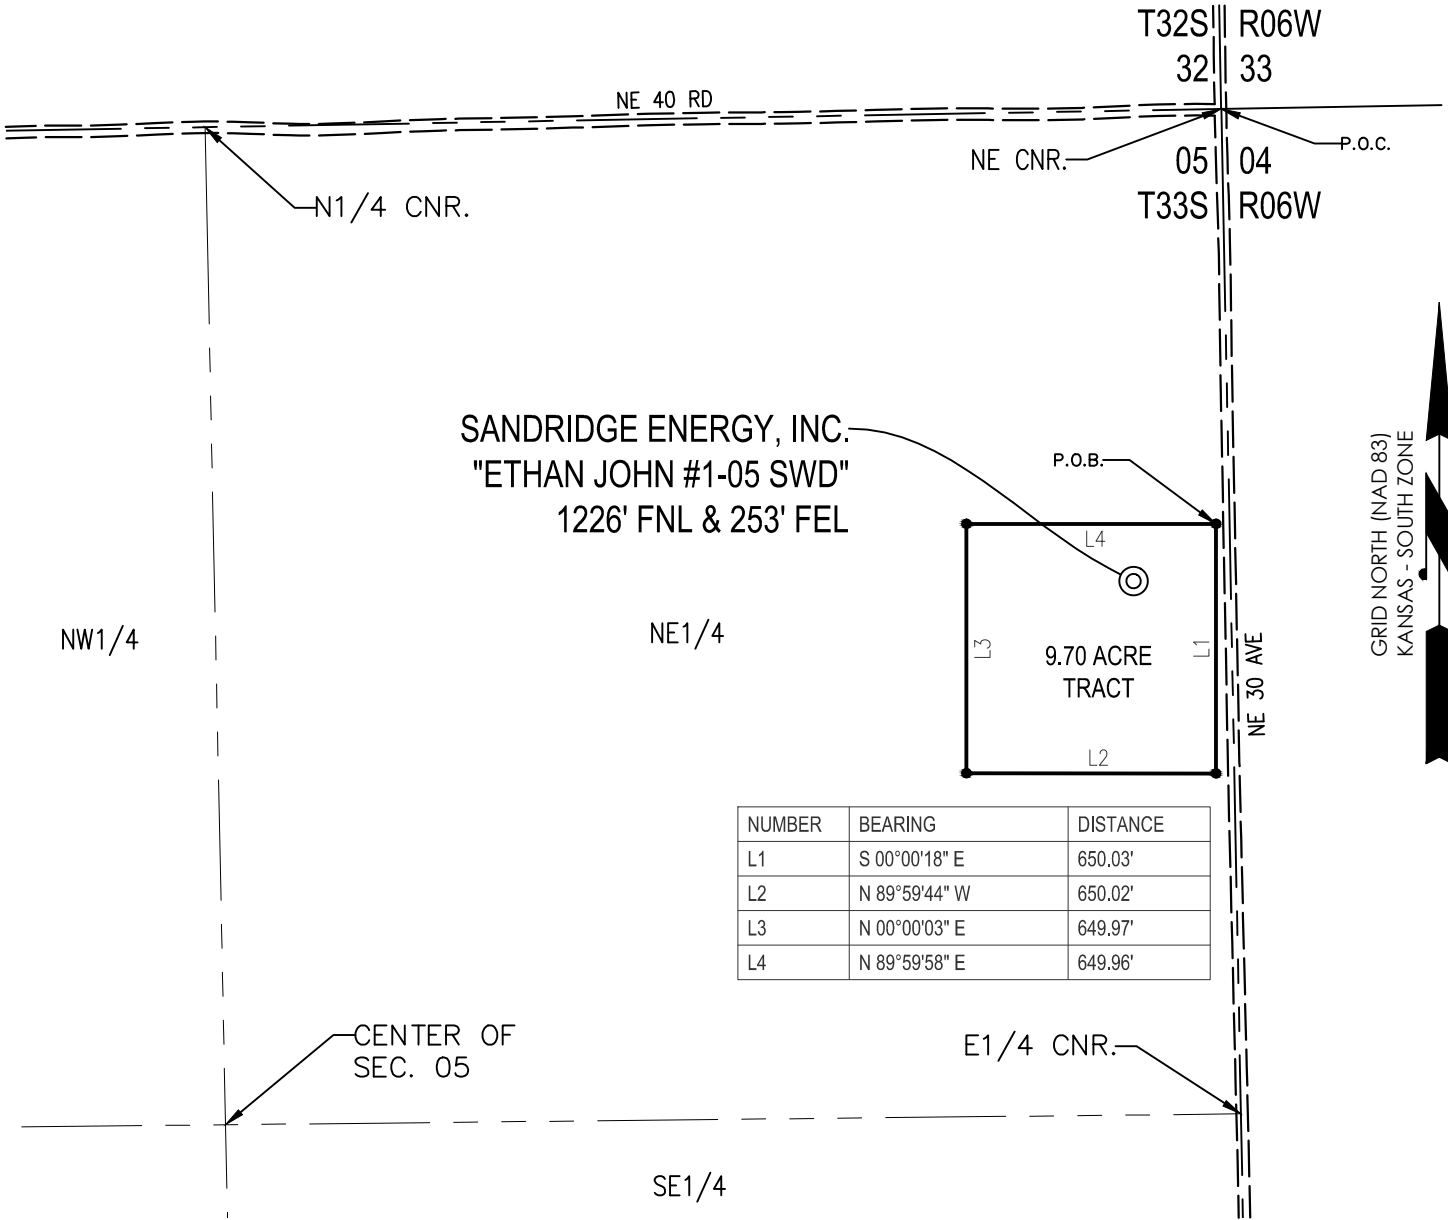 T32S R06W
32 33
NE 40 RD
NE CNR.
P.O.C.
05 04
T33S R06W
N1/4 CNR.
SANDRIDGE ENERGY, INC.
"ETHAN JOHN #1-05 SWD"
1226' FNL & 253' FEL
P.O.B.
GRID NORTH (NAD 83)
KANSAS - SOUTH ZONE
L4
NW1/4
NE1/4
L3
9.70 ACRE
TRACT
L1
NE 30 AVE
L2
NUMBER BEARING DISTANCE
L1 S 00°00'18" E 650.03'
L2 N 89°59'44" W 650.02'
L3 N 00°00'03" E 649.97'
L4 N 89°59'58" E 649.96'
CENTER OF
SEC. 05
E1/4 CNR.
SE1/4